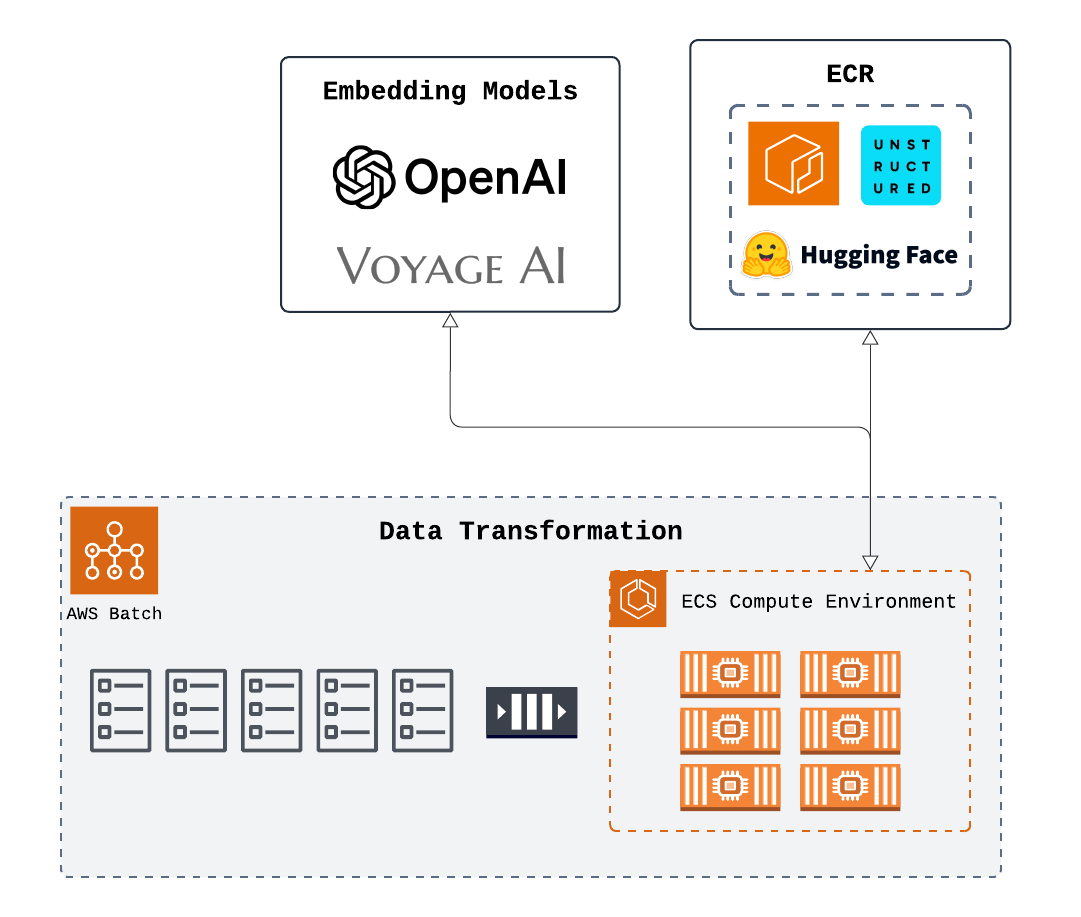 Embedding Models
OpenAI
VOYAGE AI
ECR
UNST
RUCT
URED
Hugging Face
Data Transformation
AWS Batch
ECS Compute Environment